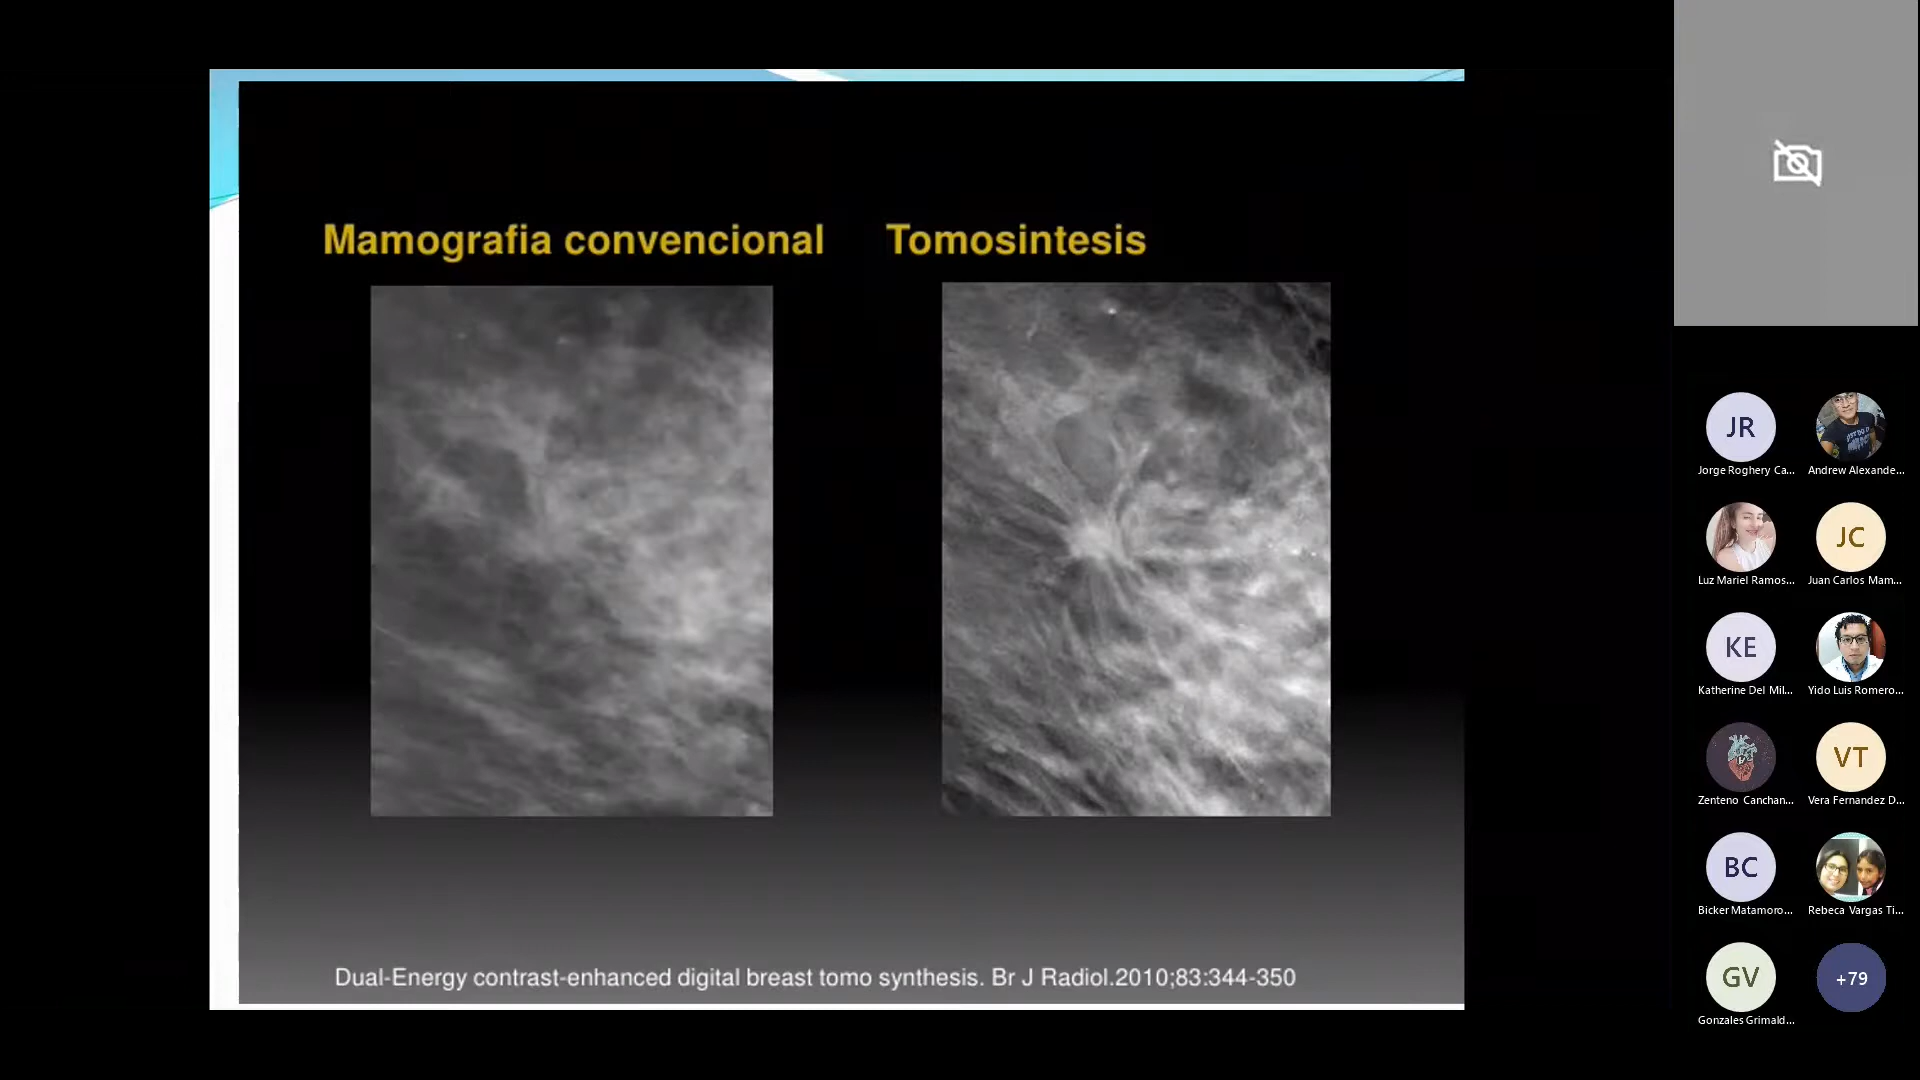 Mamografia convencional
Tomosintesis
Dual-Energy contrast-enhanced digital breast tomo synthesis. Br J Radiol.2010;83:344-350
JR
Jorge Roghery Ca...
Andrew Alexande...
Luz Mariel Ramos...
JC
Juan Carlos Mam...
KE
Katherine Del Mil...
Yido Luis Romero...
Zenteno Canchan...
VT
Vera Fernandez D...
BC
Bicker Matamoro...
Rebeca Vargas Ti...
GV
Gonzales Grimald...
+79